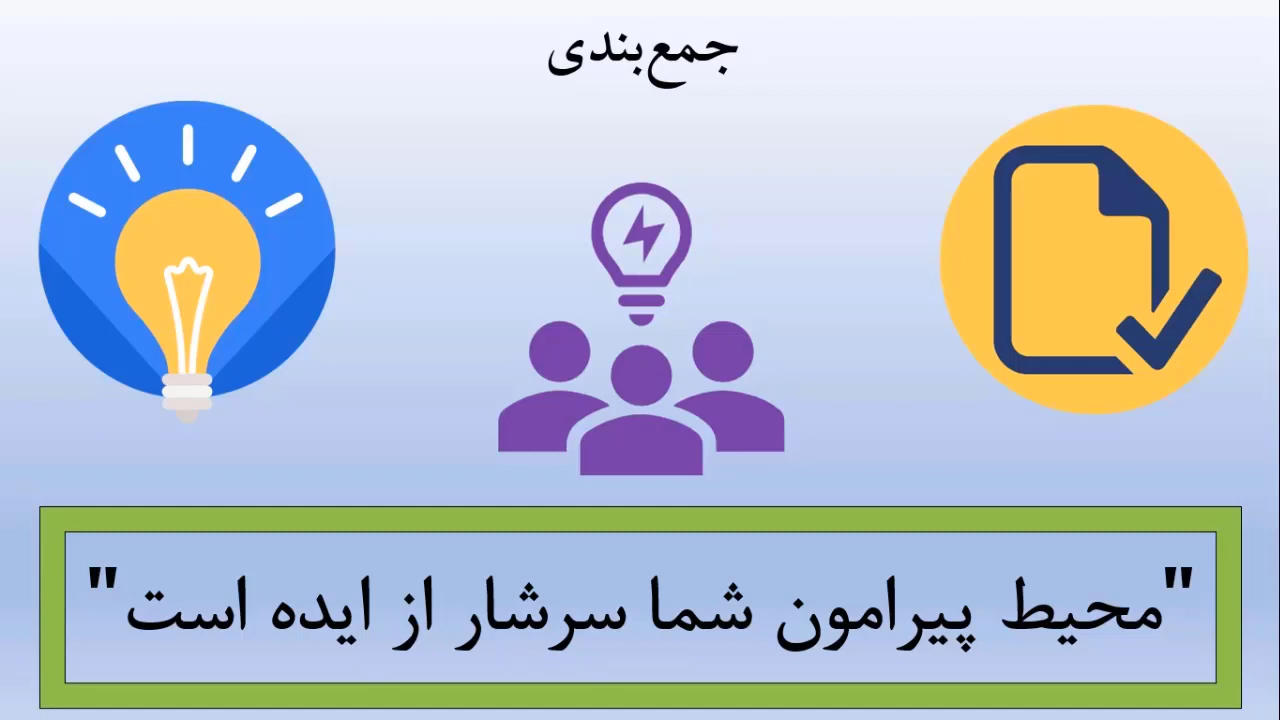 جمع‌بندی
"محیط پیرامون شما سرشار از ایده است"